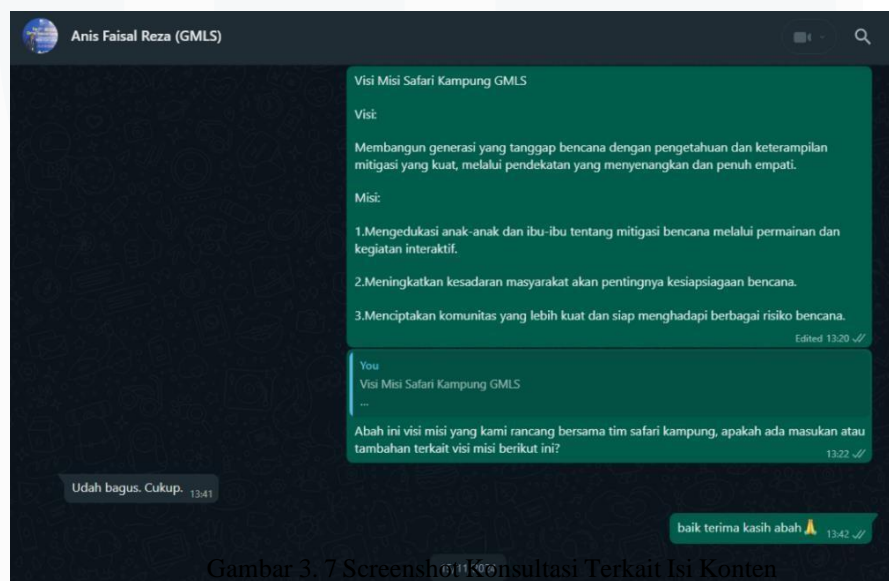 Anis Faisal Reza (GMLS)
Visi Misi Safari Kampung GMLS
Visi:
Membangun generasi yang tanggap bencana dengan pengetahuan dan keterampilan
mitigasi yang kuat, melalui pendekatan yang menyenangkan dan penuh empati.
Misi:
1.Mengedukasi anak-anak dan ibu-ibu tentang mitigasi bencana melalui permainan dan
kegiatan interaktif.
2.Meningkatkan kesadaran masyarakat akan pentingnya kesiapsiagaan bencana.
3.Menciptakan komunitas yang lebih kuat dan siap menghadapi berbagai risiko bencana.
Edited 13:20
You
Visi Misi Safari Kampung GMLS
...
Abah ini visi misi yang kami rancang bersama tim safari kampung, apakah ada masukan atau
tambahan terkait visi misi berikut ini?
13:22
Udah bagus. Cukup. 13:41
baik terima kasih abah 🙏 13:42
Gambar 3. 7 Screenshot Konsultasi Terkait Isi Konten